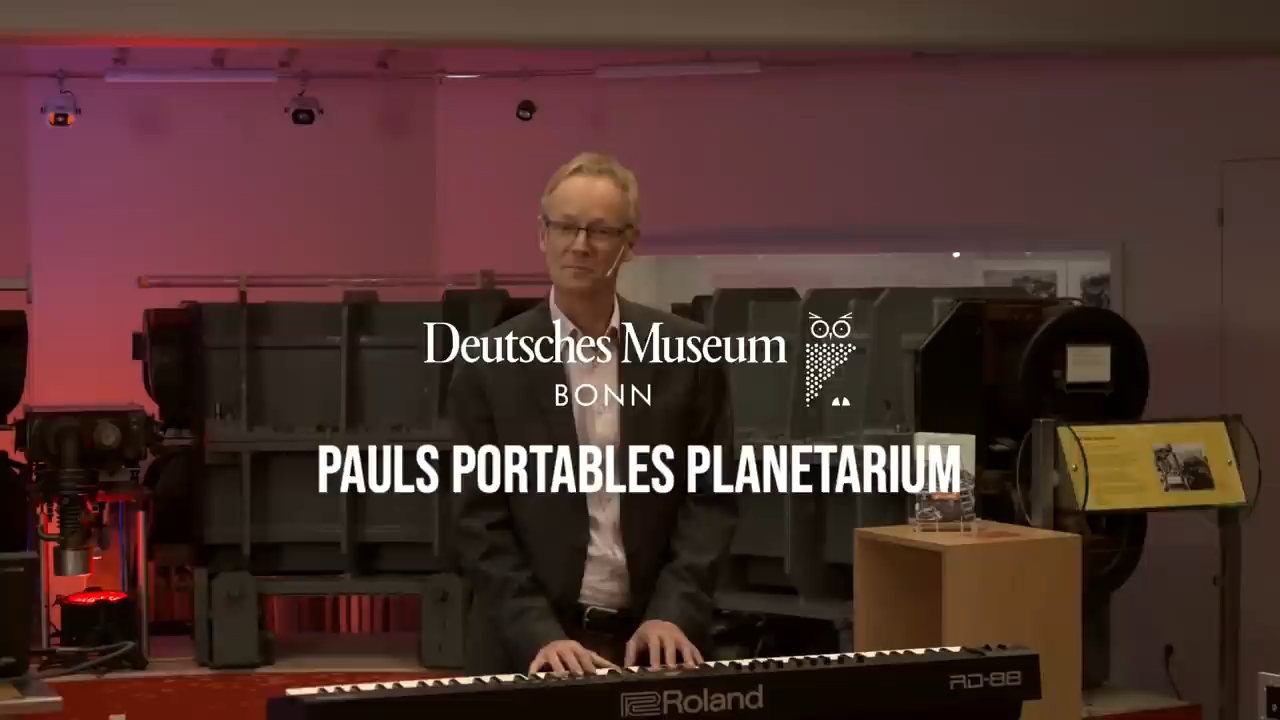 Deutsches Museum
BONN
PAULS PORTABLES PLANETARIUM
Roland
RD-88